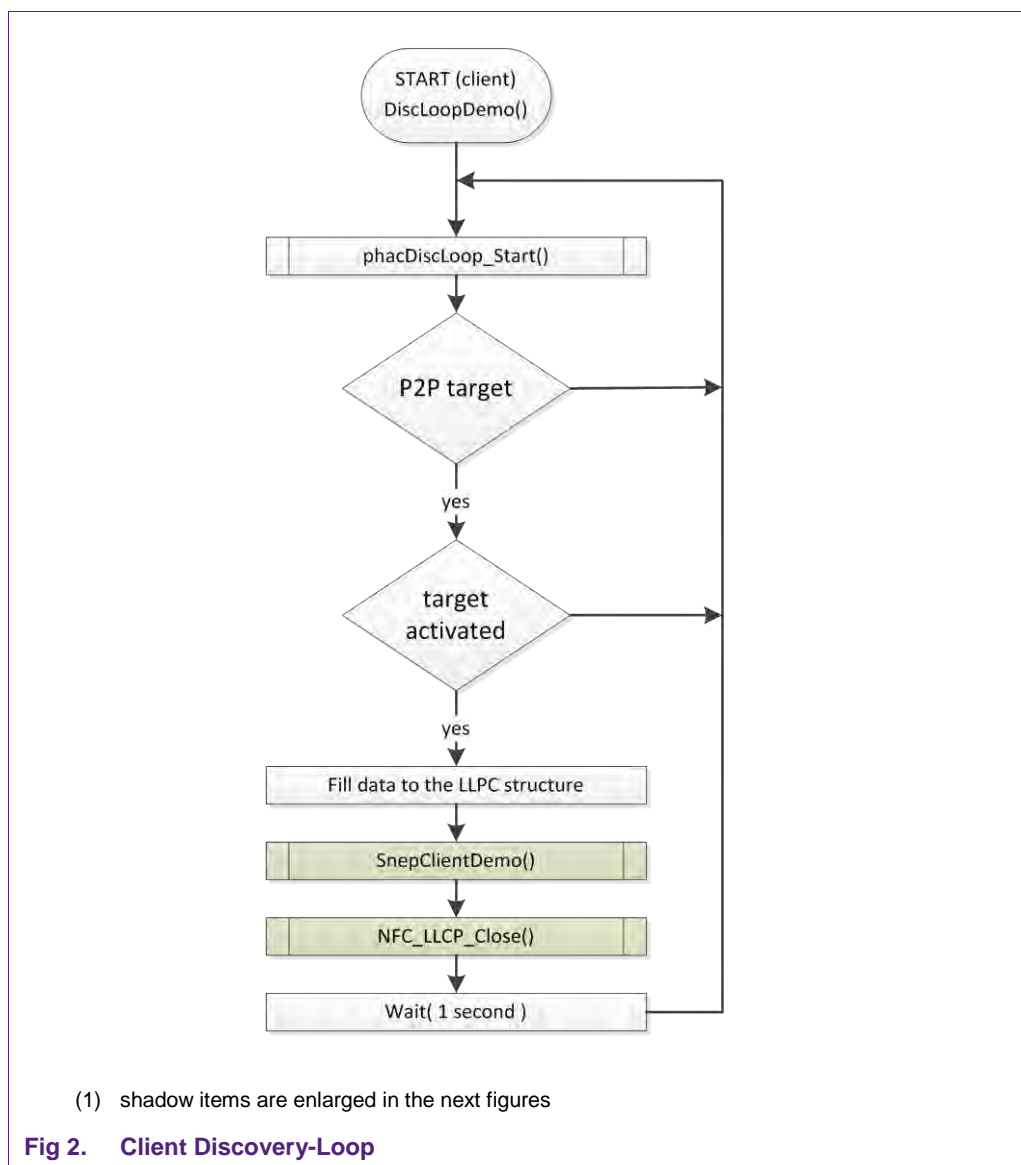 START (client)
DiscLoopDemo()
phacDiscLoop_Start()
P2P target
yes
target
activated
yes
Fill data to the LLPC structure
SnepClientDemo()
NFC_LLCP_Close()
Wait( 1 second )
(1) shadow items are enlarged in the next figures
Fig 2. Client Discovery-Loop